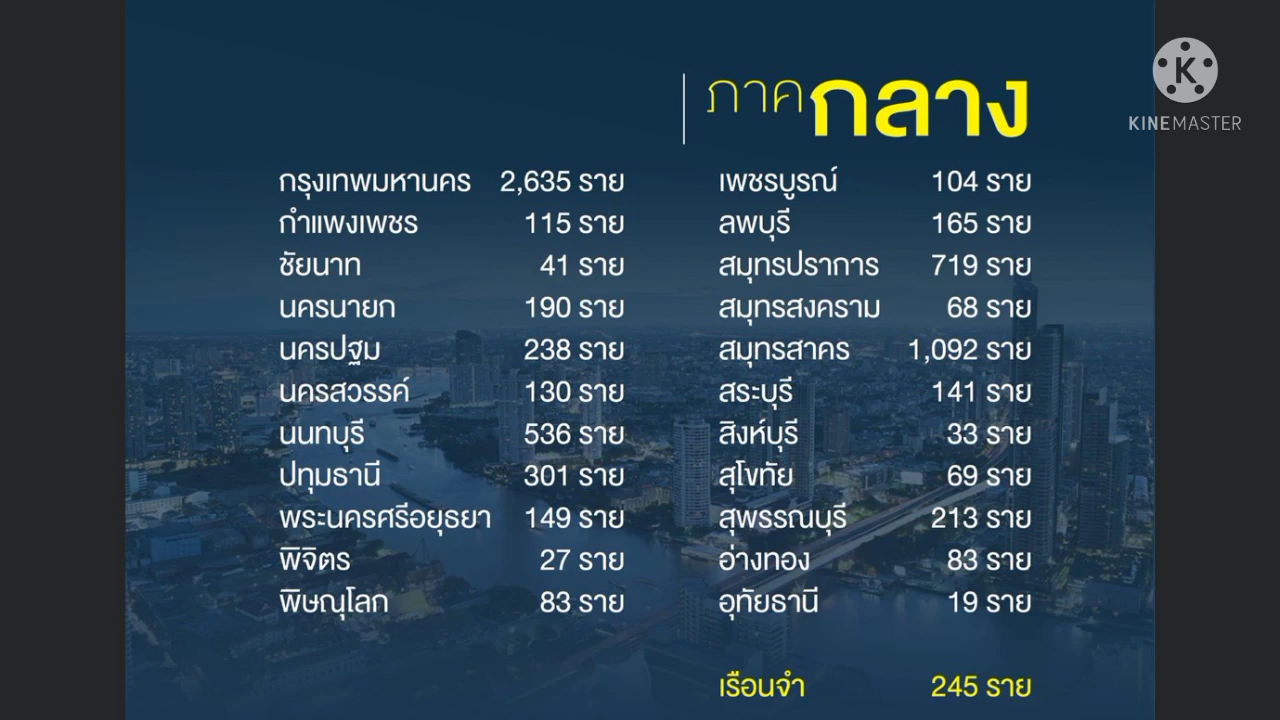 ภาคกลาง
KINEMASTER
กรุงเทพมหานคร 2,635 ราย
กำแพงเพชร 115 ราย
ชัยนาท 41 ราย
นครนายก 190 ราย
นครปฐม 238 ราย
นครสวรรค์ 130 ราย
นนทบุรี 536 ราย
ปทุมธานี 301 ราย
พระนครศรีอยุธยา 149 ราย
พิจิตร 27 ราย
พิษณุโลก 83 ราย
เพชรบูรณ์ 104 ราย
ลพบุรี 165 ราย
สมุทรปราการ 719 ราย
สมุทรสงคราม 68 ราย
สมุทรสาคร 1,092 ราย
สระบุรี 141 ราย
สิงห์บุรี 33 ราย
สุโขทัย 69 ราย
สุพรรณบุรี 213 ราย
อ่างทอง 83 ราย
อุทัยธานี 19 ราย
เรือนจำ 245 ราย